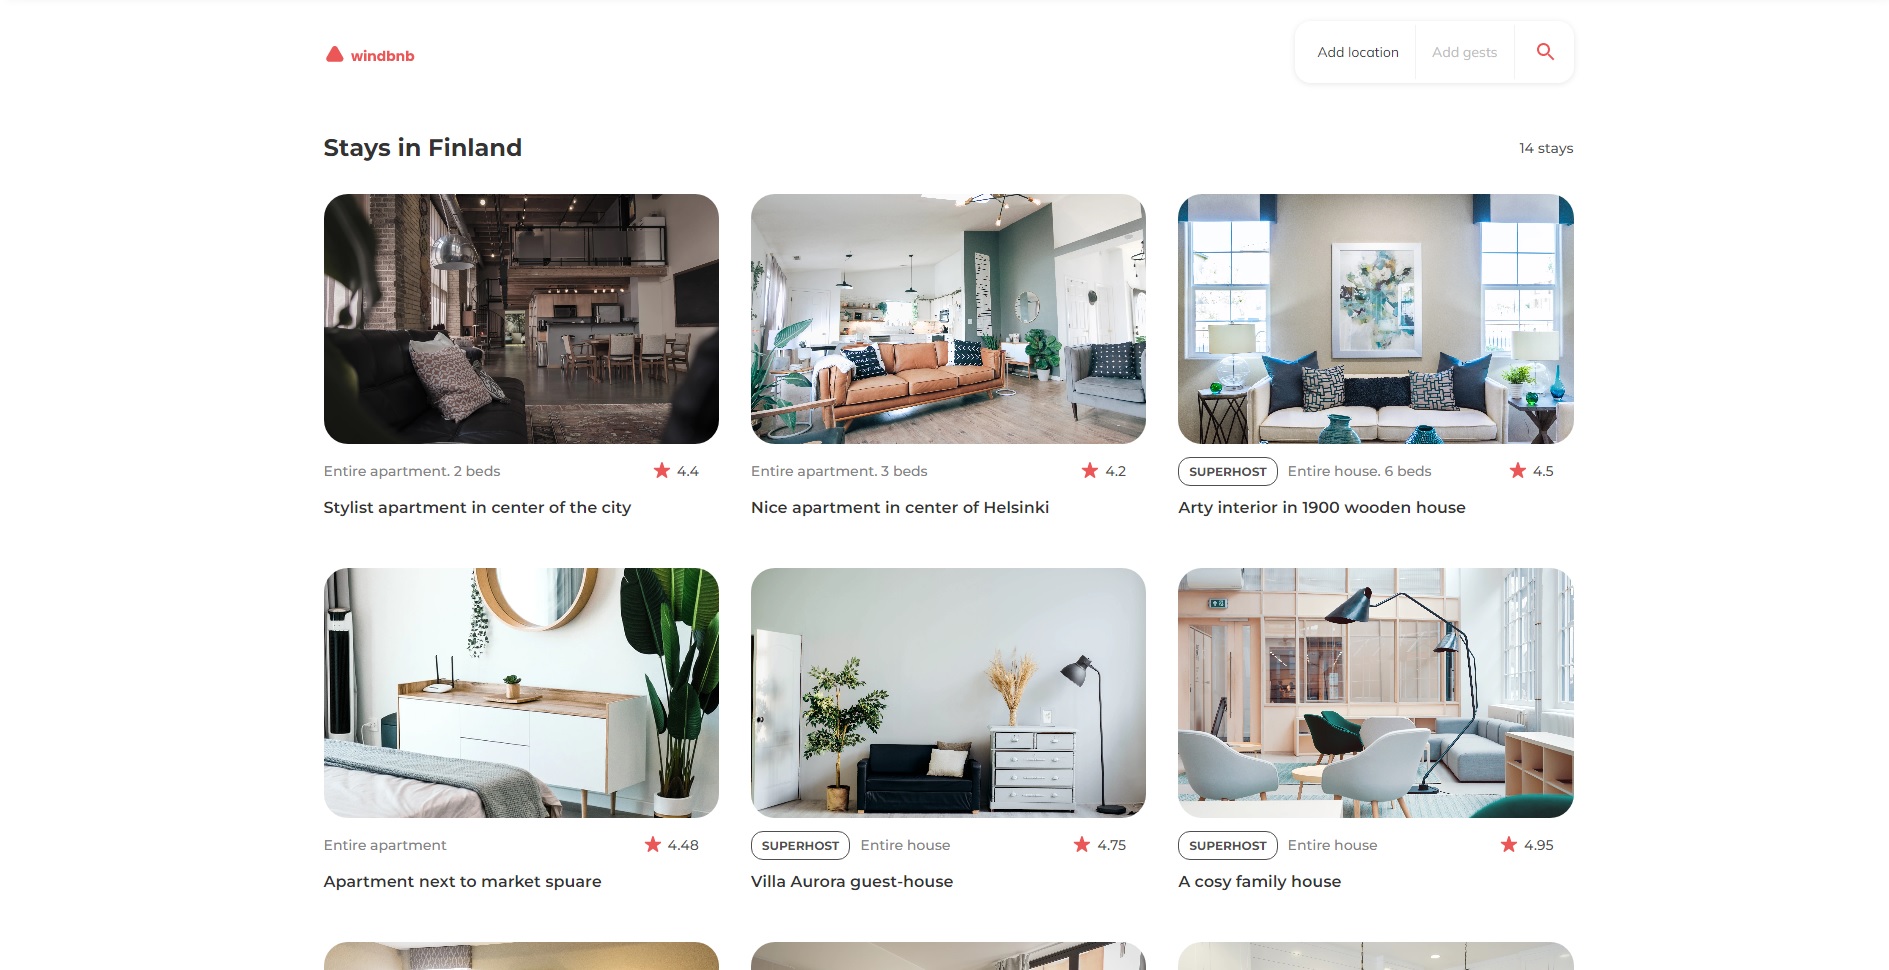 windbnb
Add location
Add gests
Stays in Finland
14 stays
Entire apartment. 2 beds
4.4
Stylist apartment in center of the city
Entire apartment. 3 beds
4.2
Nice apartment in center of Helsinki
SUPERHOST
Entire house. 6 beds
4.5
Arty interior in 1900 wooden house
Entire apartment
4.48
Apartment next to market spuare
SUPERHOST
Entire house
4.75
Villa Aurora guest-house
SUPERHOST
Entire house
4.95
A cosy family house